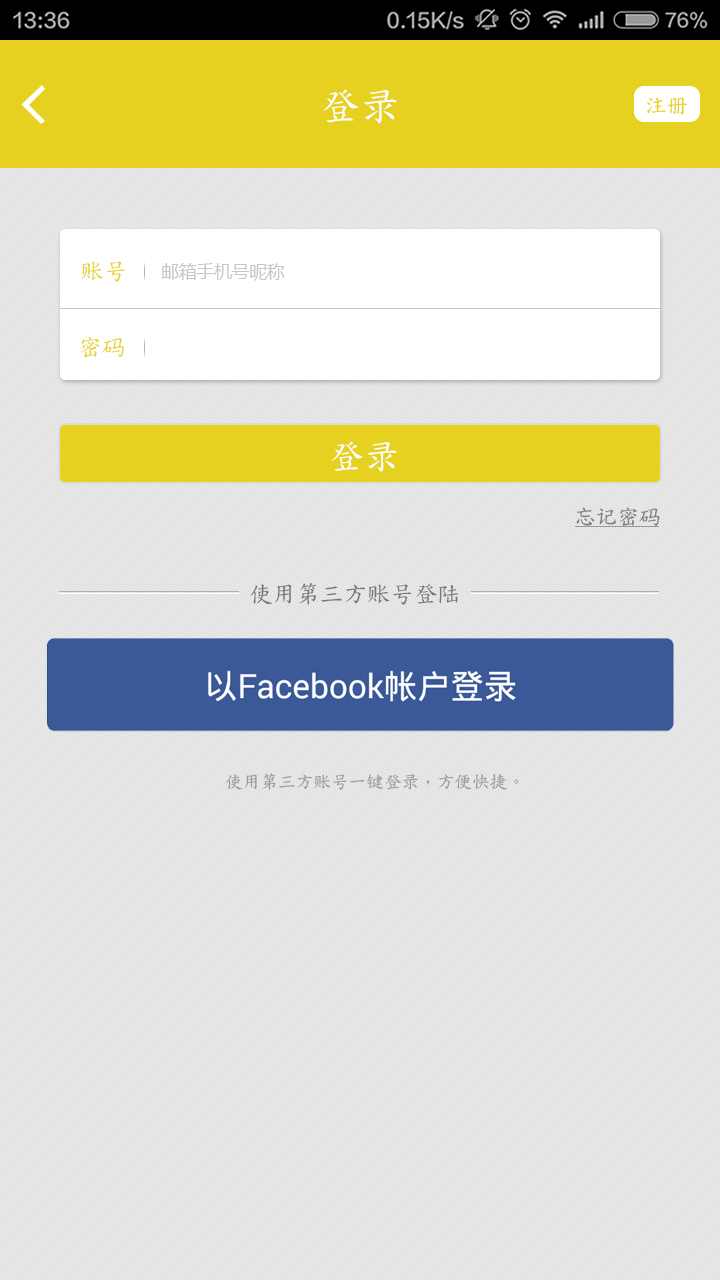 13:36 0.15K/s 76%
登录 注册
账号 邮箱手机号昵称
密码
登录
忘记密码
使用第三方账号登陆
以Facebook帐户登录
使用第三方账号一键登录，方便快捷。